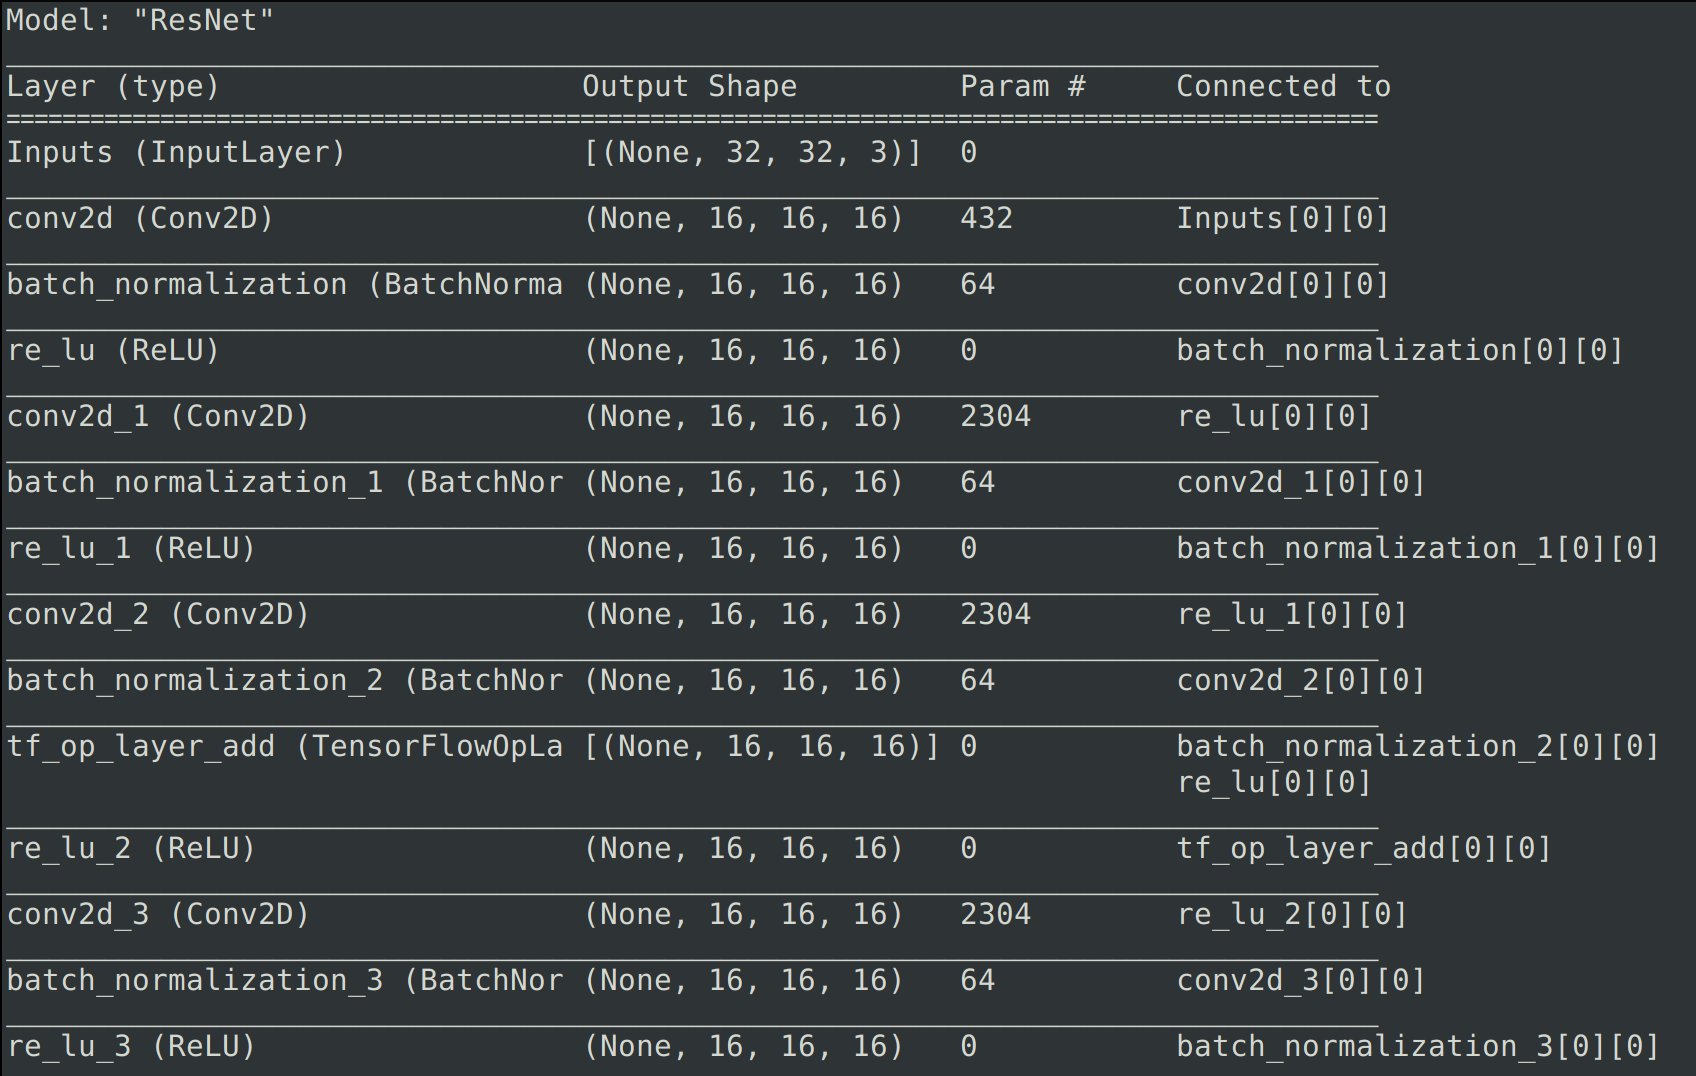 Model: "ResNet"
Layer (type) Output Shape Param # Connected to
Inputs (InputLayer) [(None, 32, 32, 3)] 0
conv2d (Conv2D) (None, 16, 16, 16) 432 Inputs[0][0]
batch_normalization (BatchNorma (None, 16, 16, 16) 64 conv2d[0][0]
re_lu (ReLU) (None, 16, 16, 16) 0 batch_normalization[0][0]
conv2d_1 (Conv2D) (None, 16, 16, 16) 2304 re_lu[0][0]
batch_normalization_1 (BatchNor (None, 16, 16, 16) 64 conv2d_1[0][0]
re_lu_1 (ReLU) (None, 16, 16, 16) 0 batch_normalization_1[0][0]
conv2d_2 (Conv2D) (None, 16, 16, 16) 2304 re_lu_1[0][0]
batch_normalization_2 (BatchNor (None, 16, 16, 16) 64 conv2d_2[0][0]
tf_op_layer_add (TensorFlowOpLa [(None, 16, 16, 16)] 0 batch_normalization_2[0][0]
re_lu[0][0]
re_lu_2 (ReLU) (None, 16, 16, 16) 0 tf_op_layer_add[0][0]
conv2d_3 (Conv2D) (None, 16, 16, 16) 2304 re_lu_2[0][0]
batch_normalization_3 (BatchNor (None, 16, 16, 16) 64 conv2d_3[0][0]
re_lu_3 (ReLU) (None, 16, 16, 16) 0 batch_normalization_3[0][0]